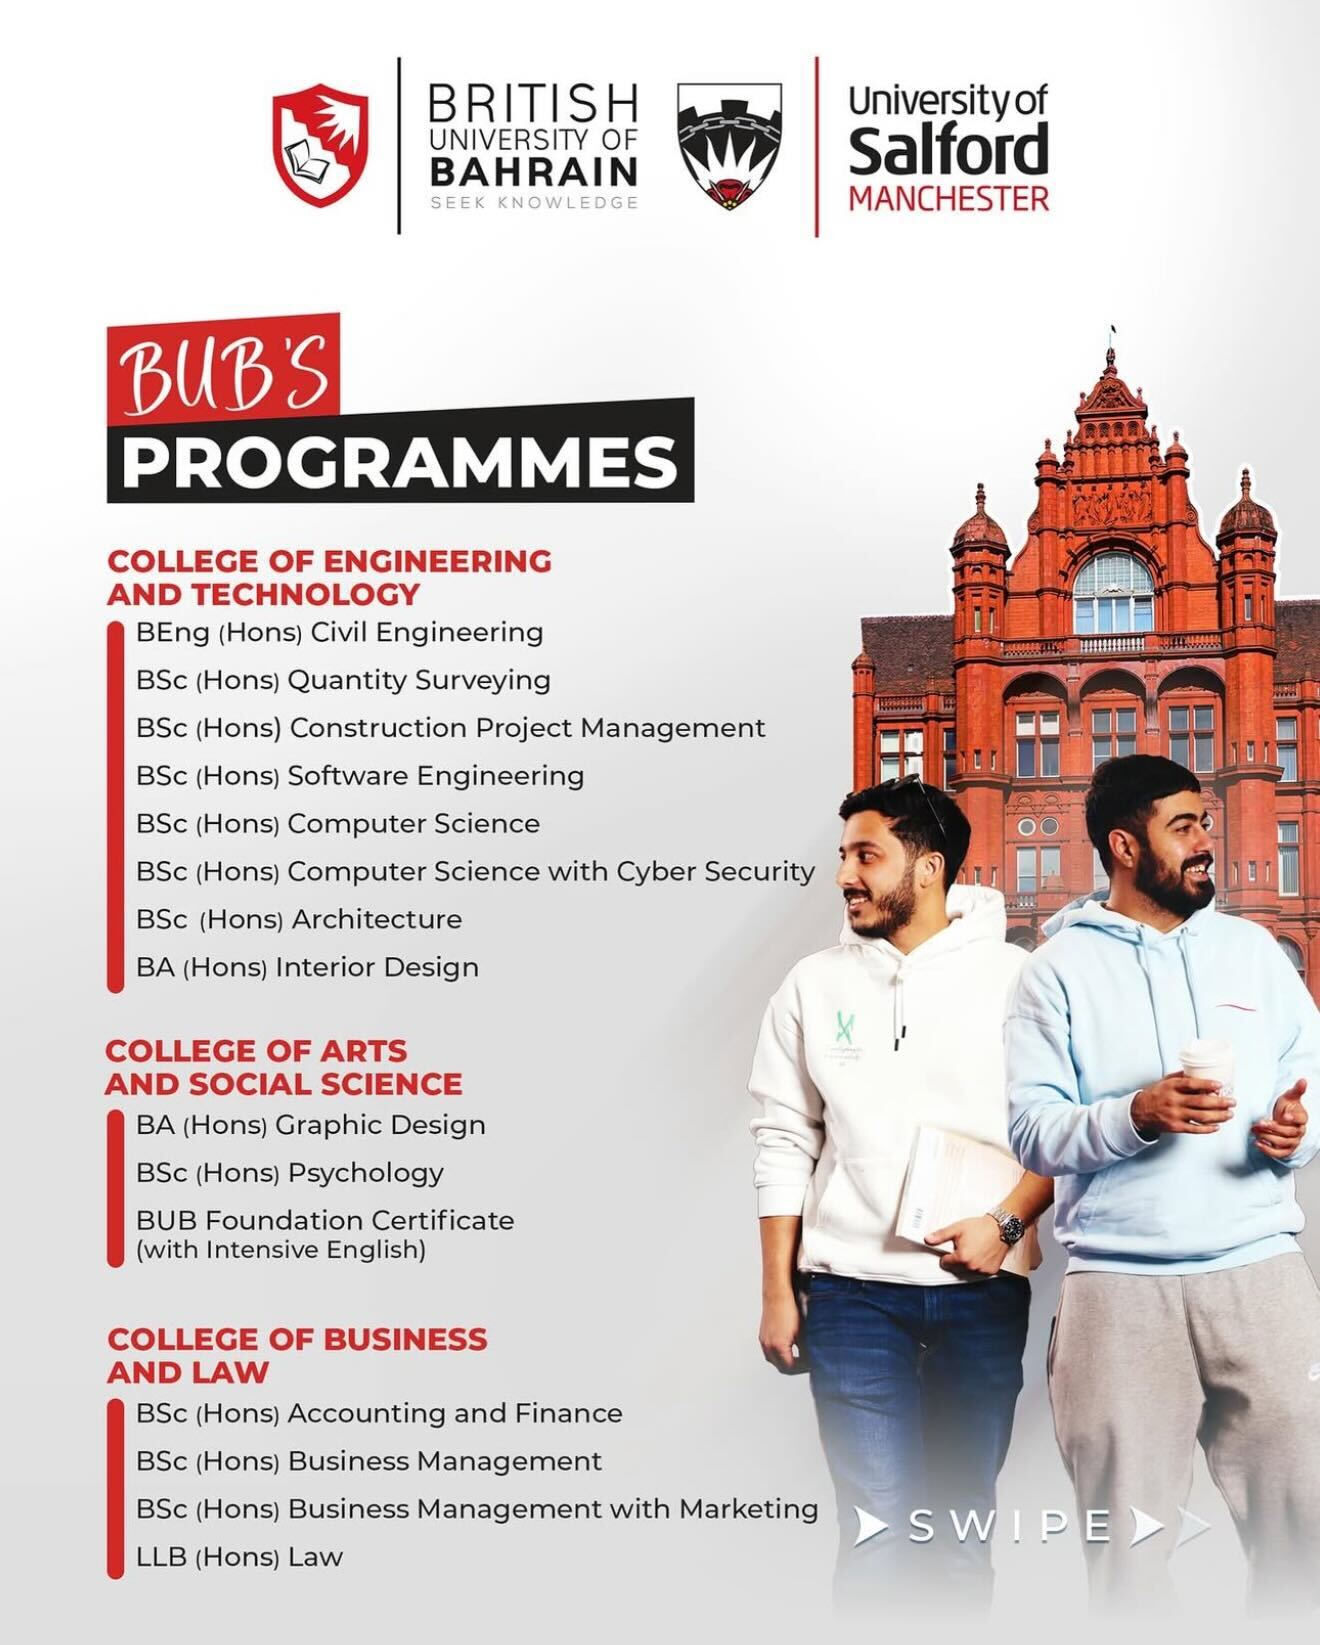 BRITISH
UNIVERSITY OF
BAHRAIN
SEEK KNOWLEDGE
University of
Salford
MANCHESTER
BUB'S
PROGRAMMES
COLLEGE OF ENGINEERING
AND TECHNOLOGY
BEng (Hons) Civil Engineering
BSc (Hons) Quantity Surveying
BSc (Hons) Construction Project Management
BSc (Hons) Software Engineering
BSc (Hons) Computer Science
BSc (Hons) Computer Science with Cyber Security
BSc (Hons) Architecture
BA (Hons) Interior Design
COLLEGE OF ARTS
AND SOCIAL SCIENCE
BA (Hons) Graphic Design
BSc (Hons) Psychology
BUB Foundation Certificate
(with Intensive English)
COLLEGE OF BUSINESS
AND LAW
BSc (Hons) Accounting and Finance
BSc (Hons) Business Management
BSc (Hons) Business Management with Marketing
LLB (Hons) Law
SWIPE